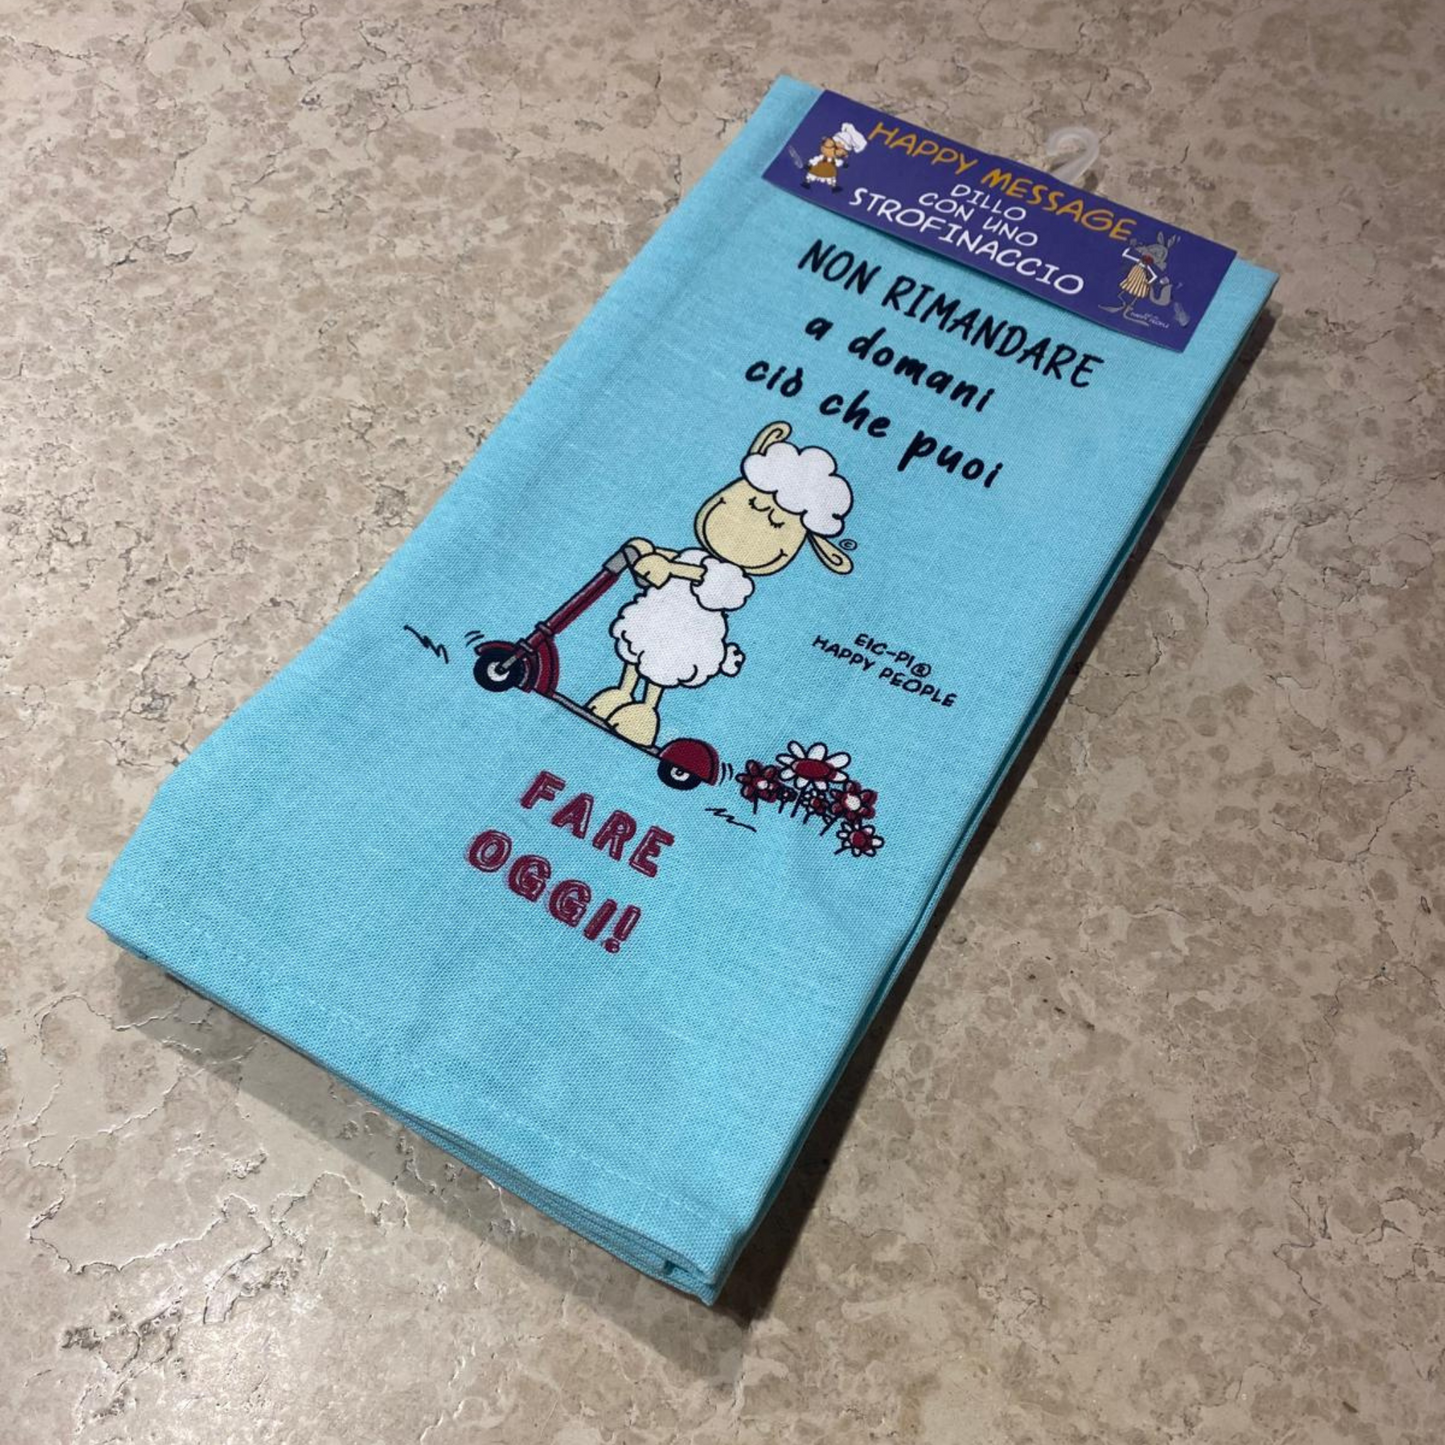 HAPPY MESSAGE
DILLO
CON UNO
STROFINACCIO
NON RIMANDARE
a domani
ciò che puoi
©
EIC-PI®
HAPPY PEOPLE
FARE
OGGI!